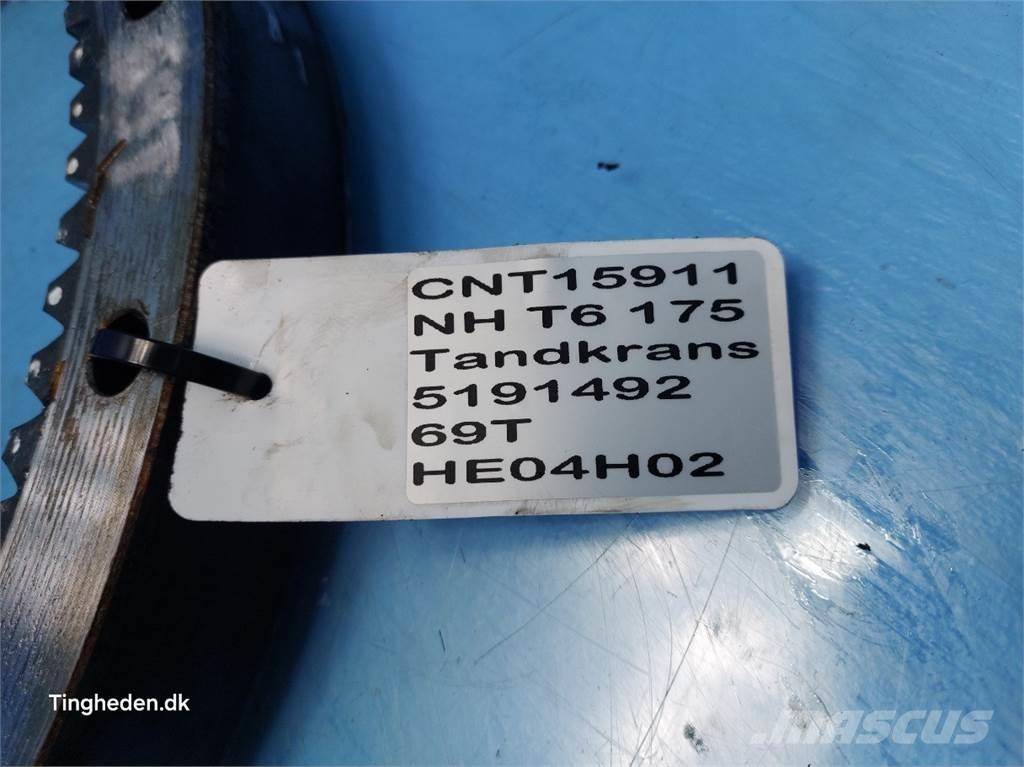 CNT15911
NH T6 175
Tandkrans
5191492
69T
HE04H02
Tingheden.dk
MASCUS